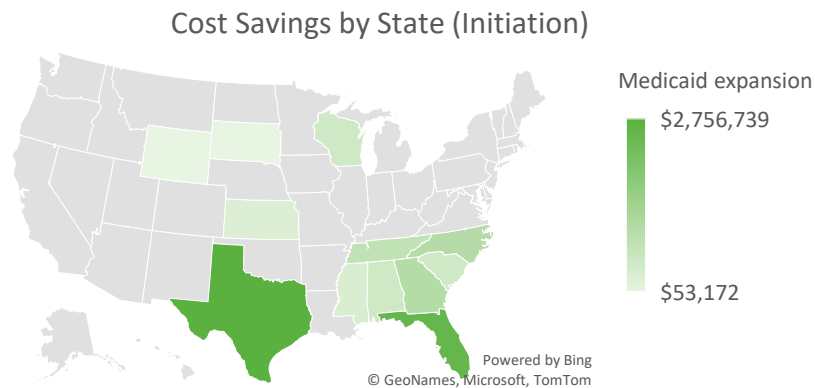 Cost Savings by State (Initiation)
Medicaid expansion
$2,756,739
$53,172
Powered by Bing
© GeoNames, Microsoft, TomTom